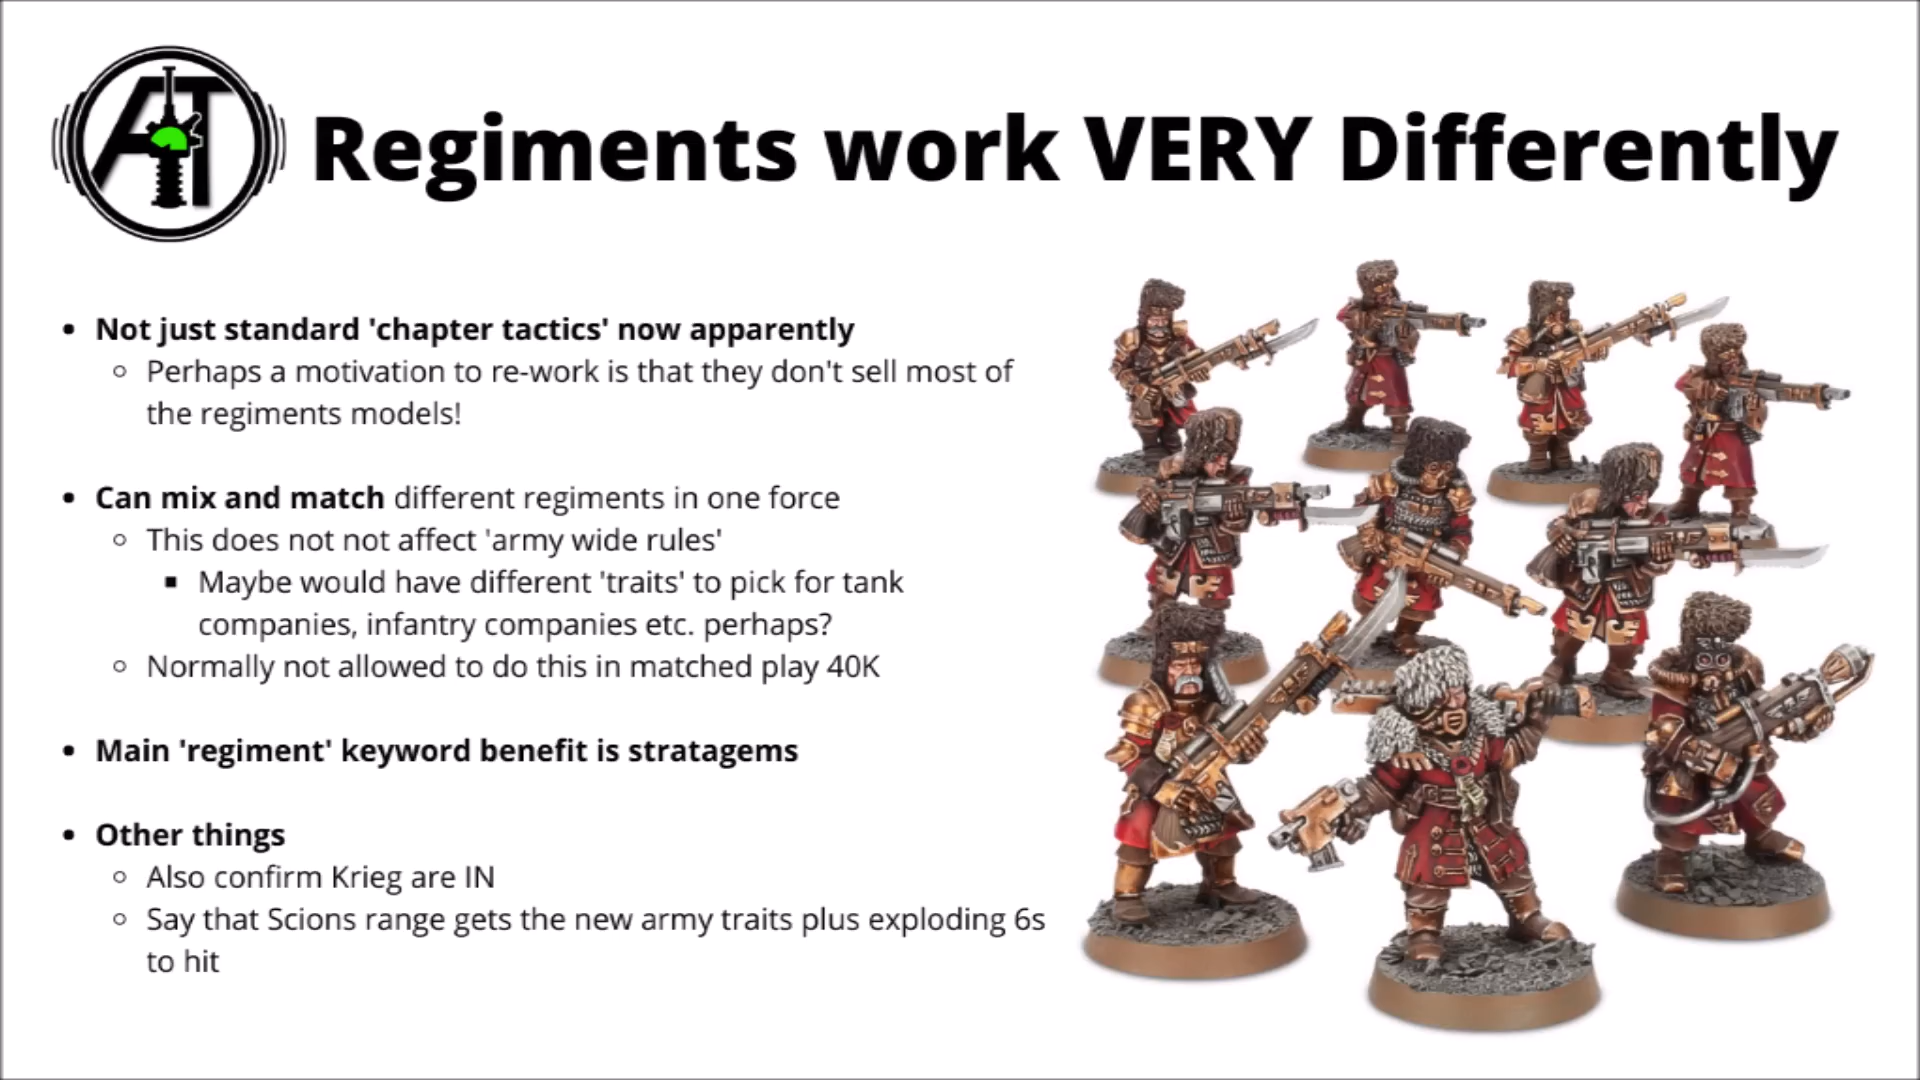 AT
Regiments work VERY Differently
• Not just standard 'chapter tactics' now apparently
◦ Perhaps a motivation to re-work is that they don't sell most of
the regiments models!
• Can mix and match different regiments in one force
◦ This does not not affect 'army wide rules'
▪ Maybe would have different 'traits' to pick for tank
companies, infantry companies etc. perhaps?
◦ Normally not allowed to do this in matched play 40K
• Main 'regiment' keyword benefit is stratagems
• Other things
◦ Also confirm Krieg are IN
◦ Say that Scions range gets the new army traits plus exploding 6s
to hit